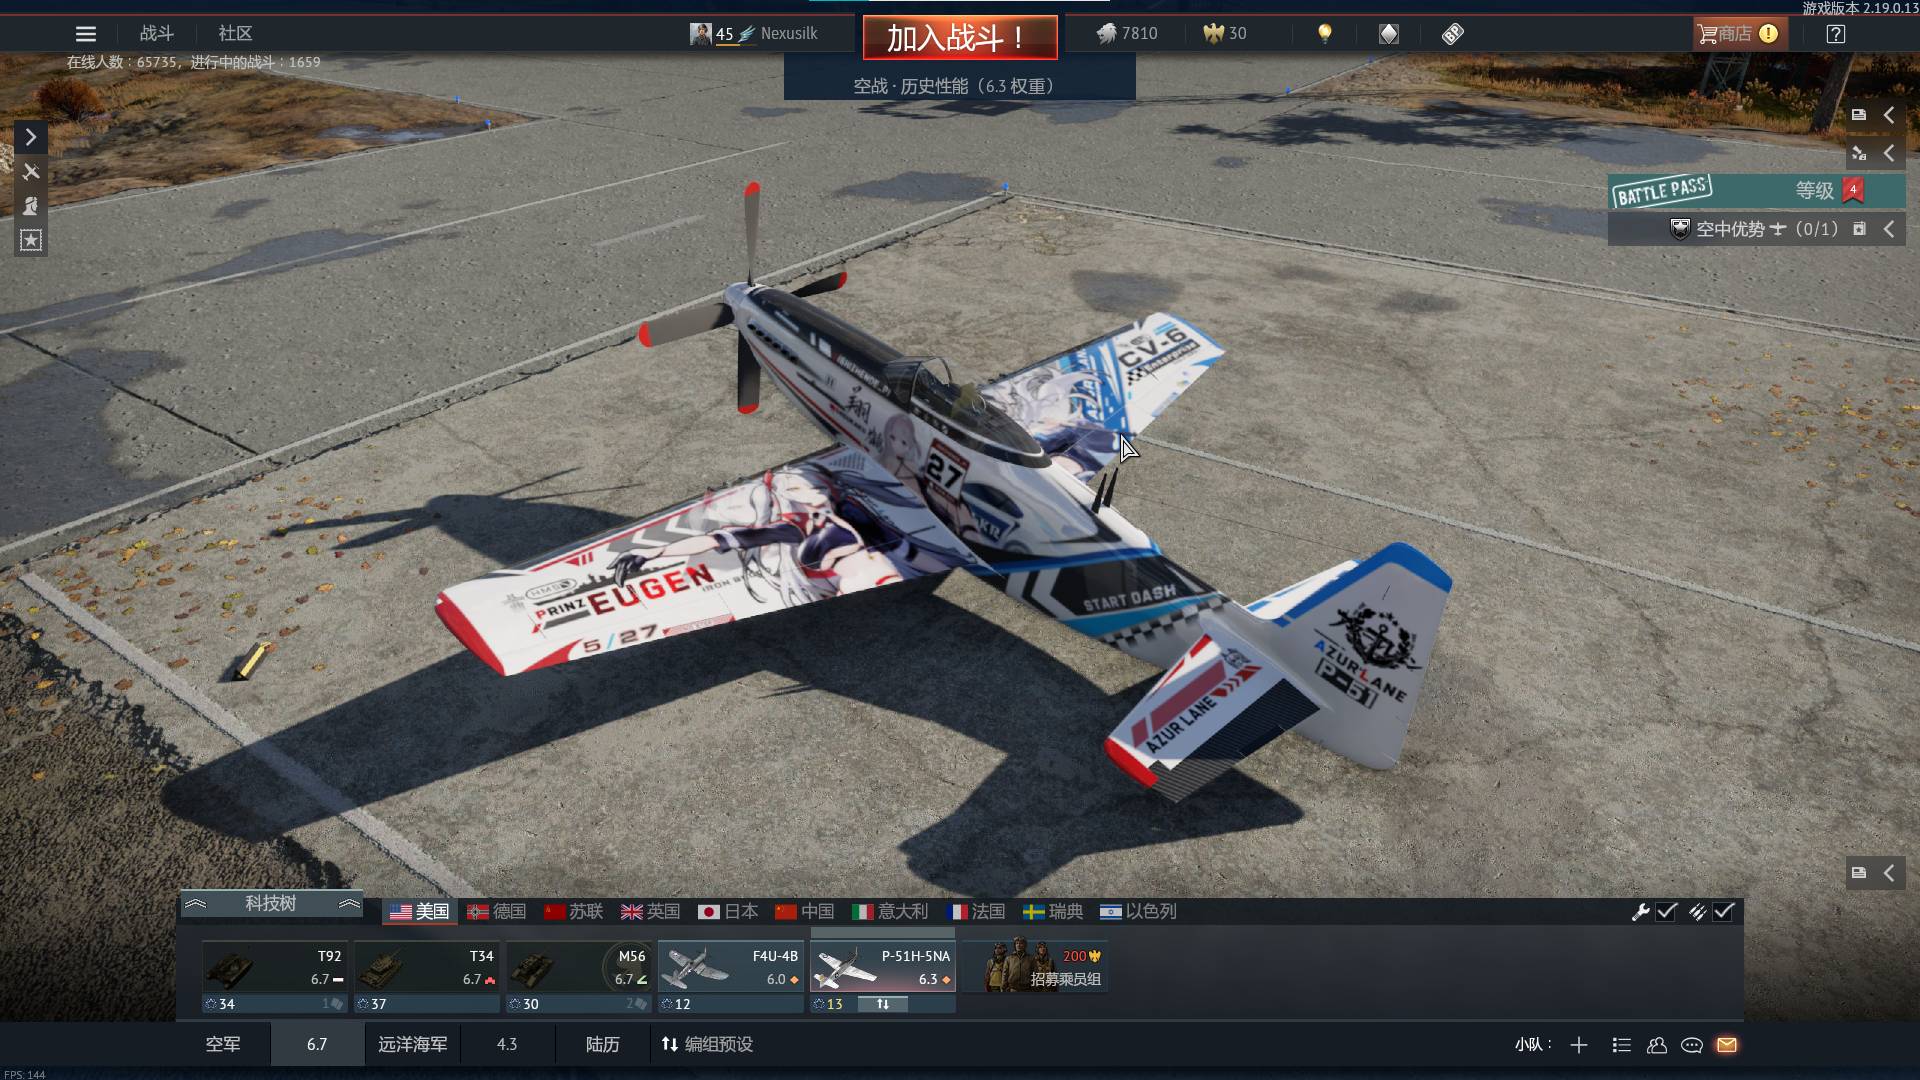 游戏版本 2.19.0.13
战斗
社区
45 Nexusilk
加入战斗！
7810
30
商店
在线人数：65735，进行中的战斗：1659
空战 · 历史性能（6.3 权重）
BATTLE PASS
等级 4
空中优势 （0/1）
CV-6
Enterprise
翔鹤
27
PRINZ EUGEN
IRON BLOOD
5/27
START DASH
AZUR LANE
P-51
AZUR LANE
科技树
美国
德国
苏联
英国
日本
中国
意大利
法国
瑞典
以色列
T92
6.7
34
1
T34
6.7
37
M56
6.7
30
2
F4U-4B
6.0
12
P-51H-5NA
6.3
13
200
招募乘员组
空军
6.7
远洋海军
4.3
陆历
编组预设
小队：
FPS: 144